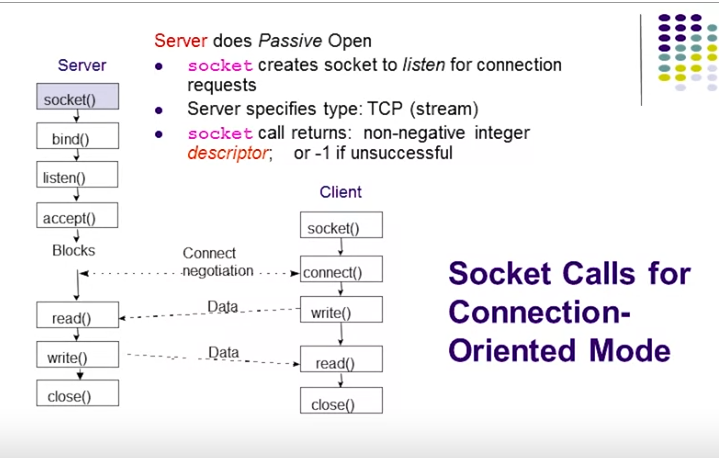 Server does Passive Open
• socket creates socket to listen for connection
requests
• Server specifies type: TCP (stream)
• socket call returns: non-negative integer
descriptor; or -1 if unsuccessful
Server
socket()
bind()
listen()
accept()
Blocks
read()
write()
close()
Connect
negotiation
Data
Data
Client
socket()
connect()
write()
read()
close()
Socket Calls for
Connection-
Oriented Mode